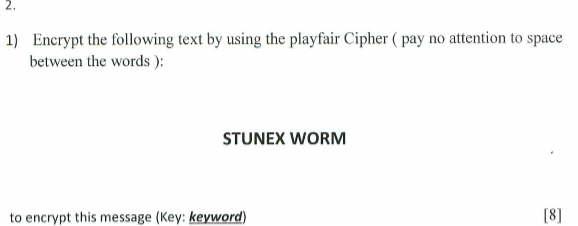 2.
1) Encrypt the following text by using the playfair Cipher ( pay no attention to space
between the words ):
STUNEX WORM
to encrypt this message (Key: keyword) [8]